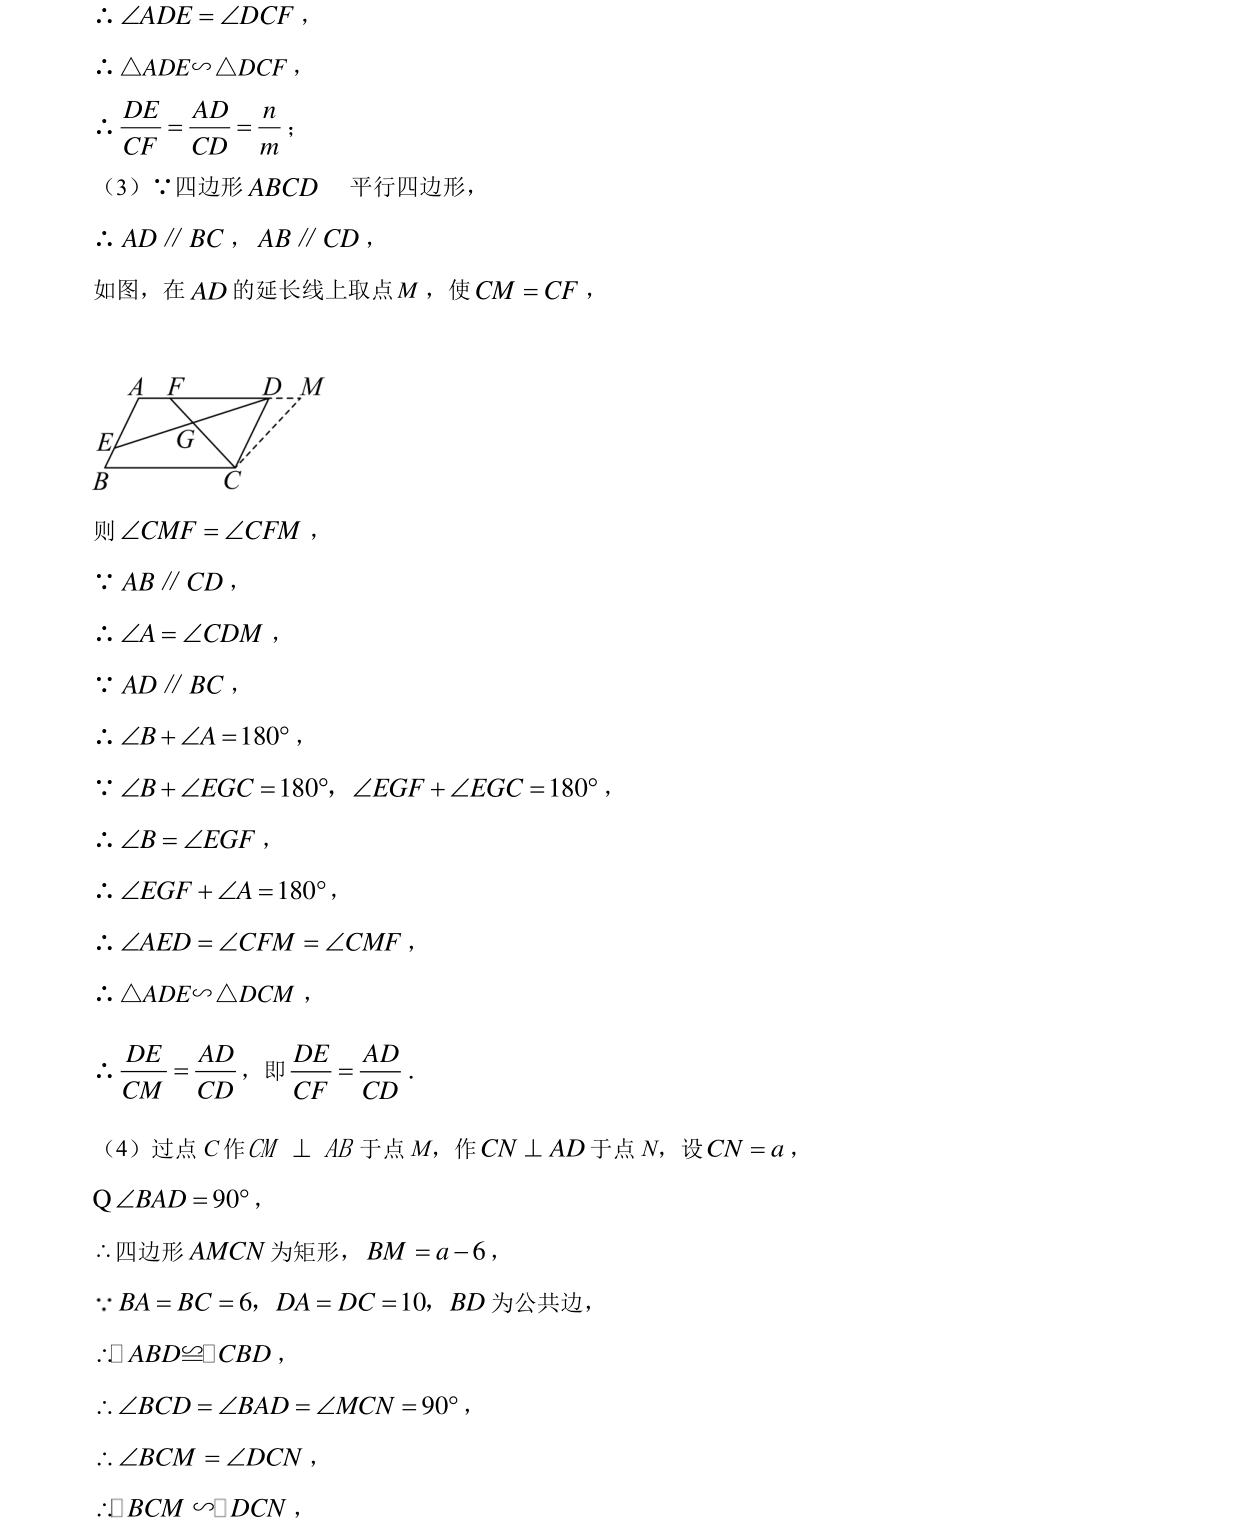 ∴∠ADE = ∠DCF，
∴△ADE∽△DCF，
∴DE/CF = AD/CD = n/m；
（3）∵四边形 ABCD 平行四边形，
∴ AD∥BC，AB∥CD，
如图，在 AD 的延长线上取点 M，使 CM = CF，
A F D M
E G
B C
则∠CMF = ∠CFM，
∵ AB∥CD，
∴∠A = ∠CDM，
∵ AD∥BC，
∴∠B + ∠A = 180°，
∵∠B + ∠EGC = 180°，∠EGF + ∠EGC = 180°，
∴∠B = ∠EGF，
∴∠EGF + ∠A = 180°，
∴∠AED = ∠CFM = ∠CMF，
∴△ADE∽△DCM，
∴DE/CM = AD/CD，即DE/CF = AD/CD．
（4）过点 C 作 CM ⊥ AB 于点 M，作 CN ⊥ AD 于点 N，设 CN = a，
Q∠BAD = 90°，
∴四边形 AMCN 为矩形，BM = a − 6，
∵BA = BC = 6，DA = DC = 10，BD 为公共边，
∴□ABD≌□CBD，
∴∠BCD = ∠BAD = ∠MCN = 90°，
∴∠BCM = ∠DCN，
∴□BCM ∽□DCN，